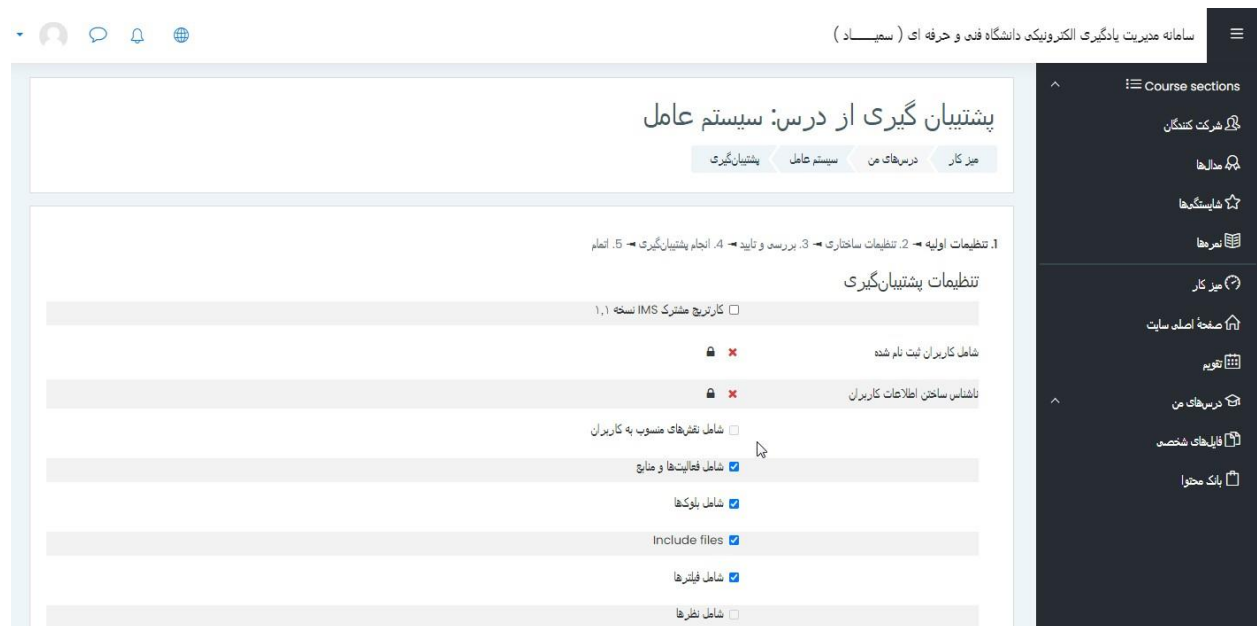 سامانه مدیریت یادگیری الکترونیکی دانشگاه فنی و حرفه ای ( سمیــــاد )
Course sections
شرکت کنندگان
مدال‌ها
شایستگی‌ها
نمره‌ها
میز کار
صفحهٔ اصلی سایت
تقویم
درس‌های من
فایل‌های شخصی
بانک محتوا
پشتیبان گیری از درس: سیستم عامل
میز کار درس‌های من سیستم عامل پشتیبان‌گیری
1. تنظیمات اولیه ◄ 2. تنظیمات ساختاری ◄ 3. بررسی و تایید ◄ 4. انجام پشتیبان‌گیری ◄ 5. اتمام
تنظیمات پشتیبان‌گیری
کارتریج مشترک IMS نسخه ۱,۱
شامل کاربران ثبت نام شده
ناشناس ساختن اطلاعات کاربران
شامل نقش‌های منسوب به کاربران
شامل فعالیت‌ها و منابع
شامل بلوک‌ها
Include files
شامل فیلترها
شامل نظرها